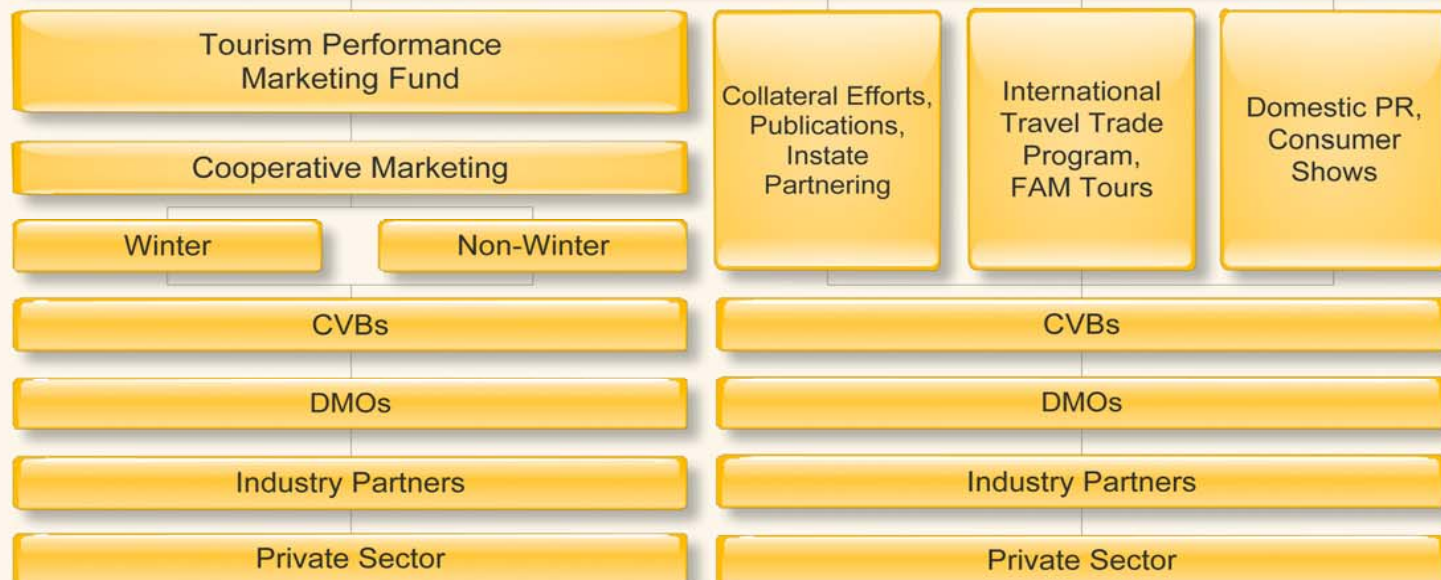 Tourism Performance
Marketing Fund
Cooperative Marketing
Winter
Non-Winter
CVBs
DMOs
Industry Partners
Private Sector
Collateral Efforts,
Publications,
Instate
Partnering
International
Travel Trade
Program,
FAM Tours
Domestic PR,
Consumer
Shows
CVBs
DMOs
Industry Partners
Private Sector